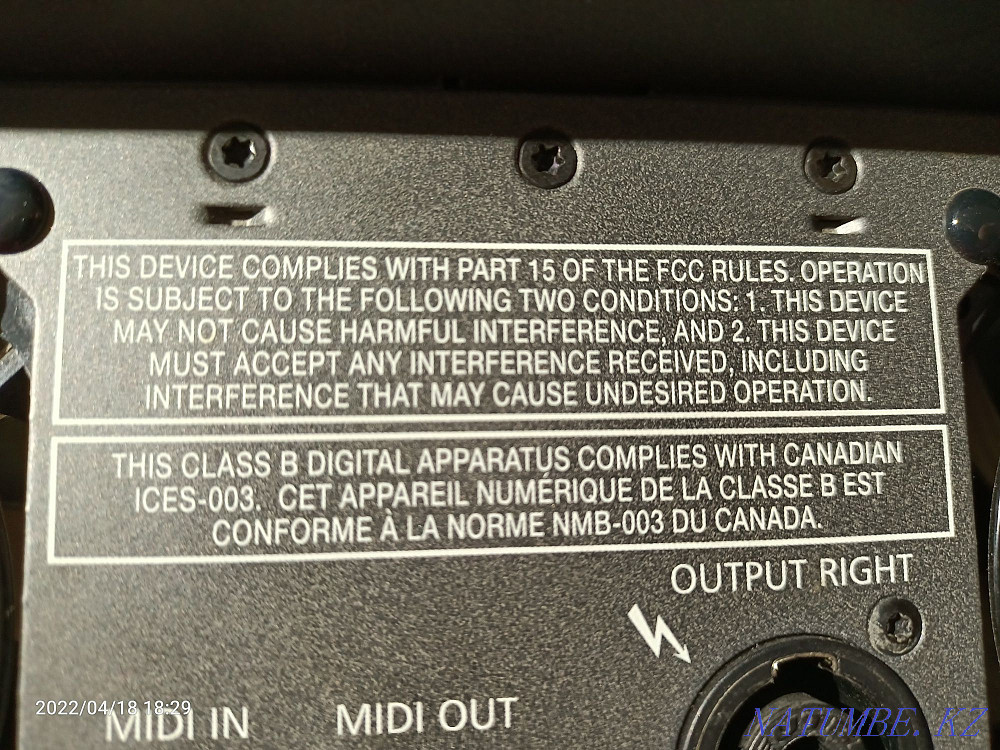 THIS DEVICE COMPLIES WITH PART 15 OF THE FCC RULES. OPERATION
IS SUBJECT TO THE FOLLOWING TWO CONDITIONS: 1. THIS DEVICE
MAY NOT CAUSE HARMFUL INTERFERENCE, AND 2. THIS DEVICE
MUST ACCEPT ANY INTERFERENCE RECEIVED, INCLUDING
INTERFERENCE THAT MAY CAUSE UNDESIRED OPERATION.
THIS CLASS B DIGITAL APPARATUS COMPLIES WITH CANADIAN
ICES-003. CET APPAREIL NUMÉRIQUE DE LA CLASSE B EST
CONFORME À LA NORME NMB-003 DU CANADA.
OUTPUT RIGHT
2022/04/18 18:29
MIDI IN MIDI OUT
NATUMBE.KZ